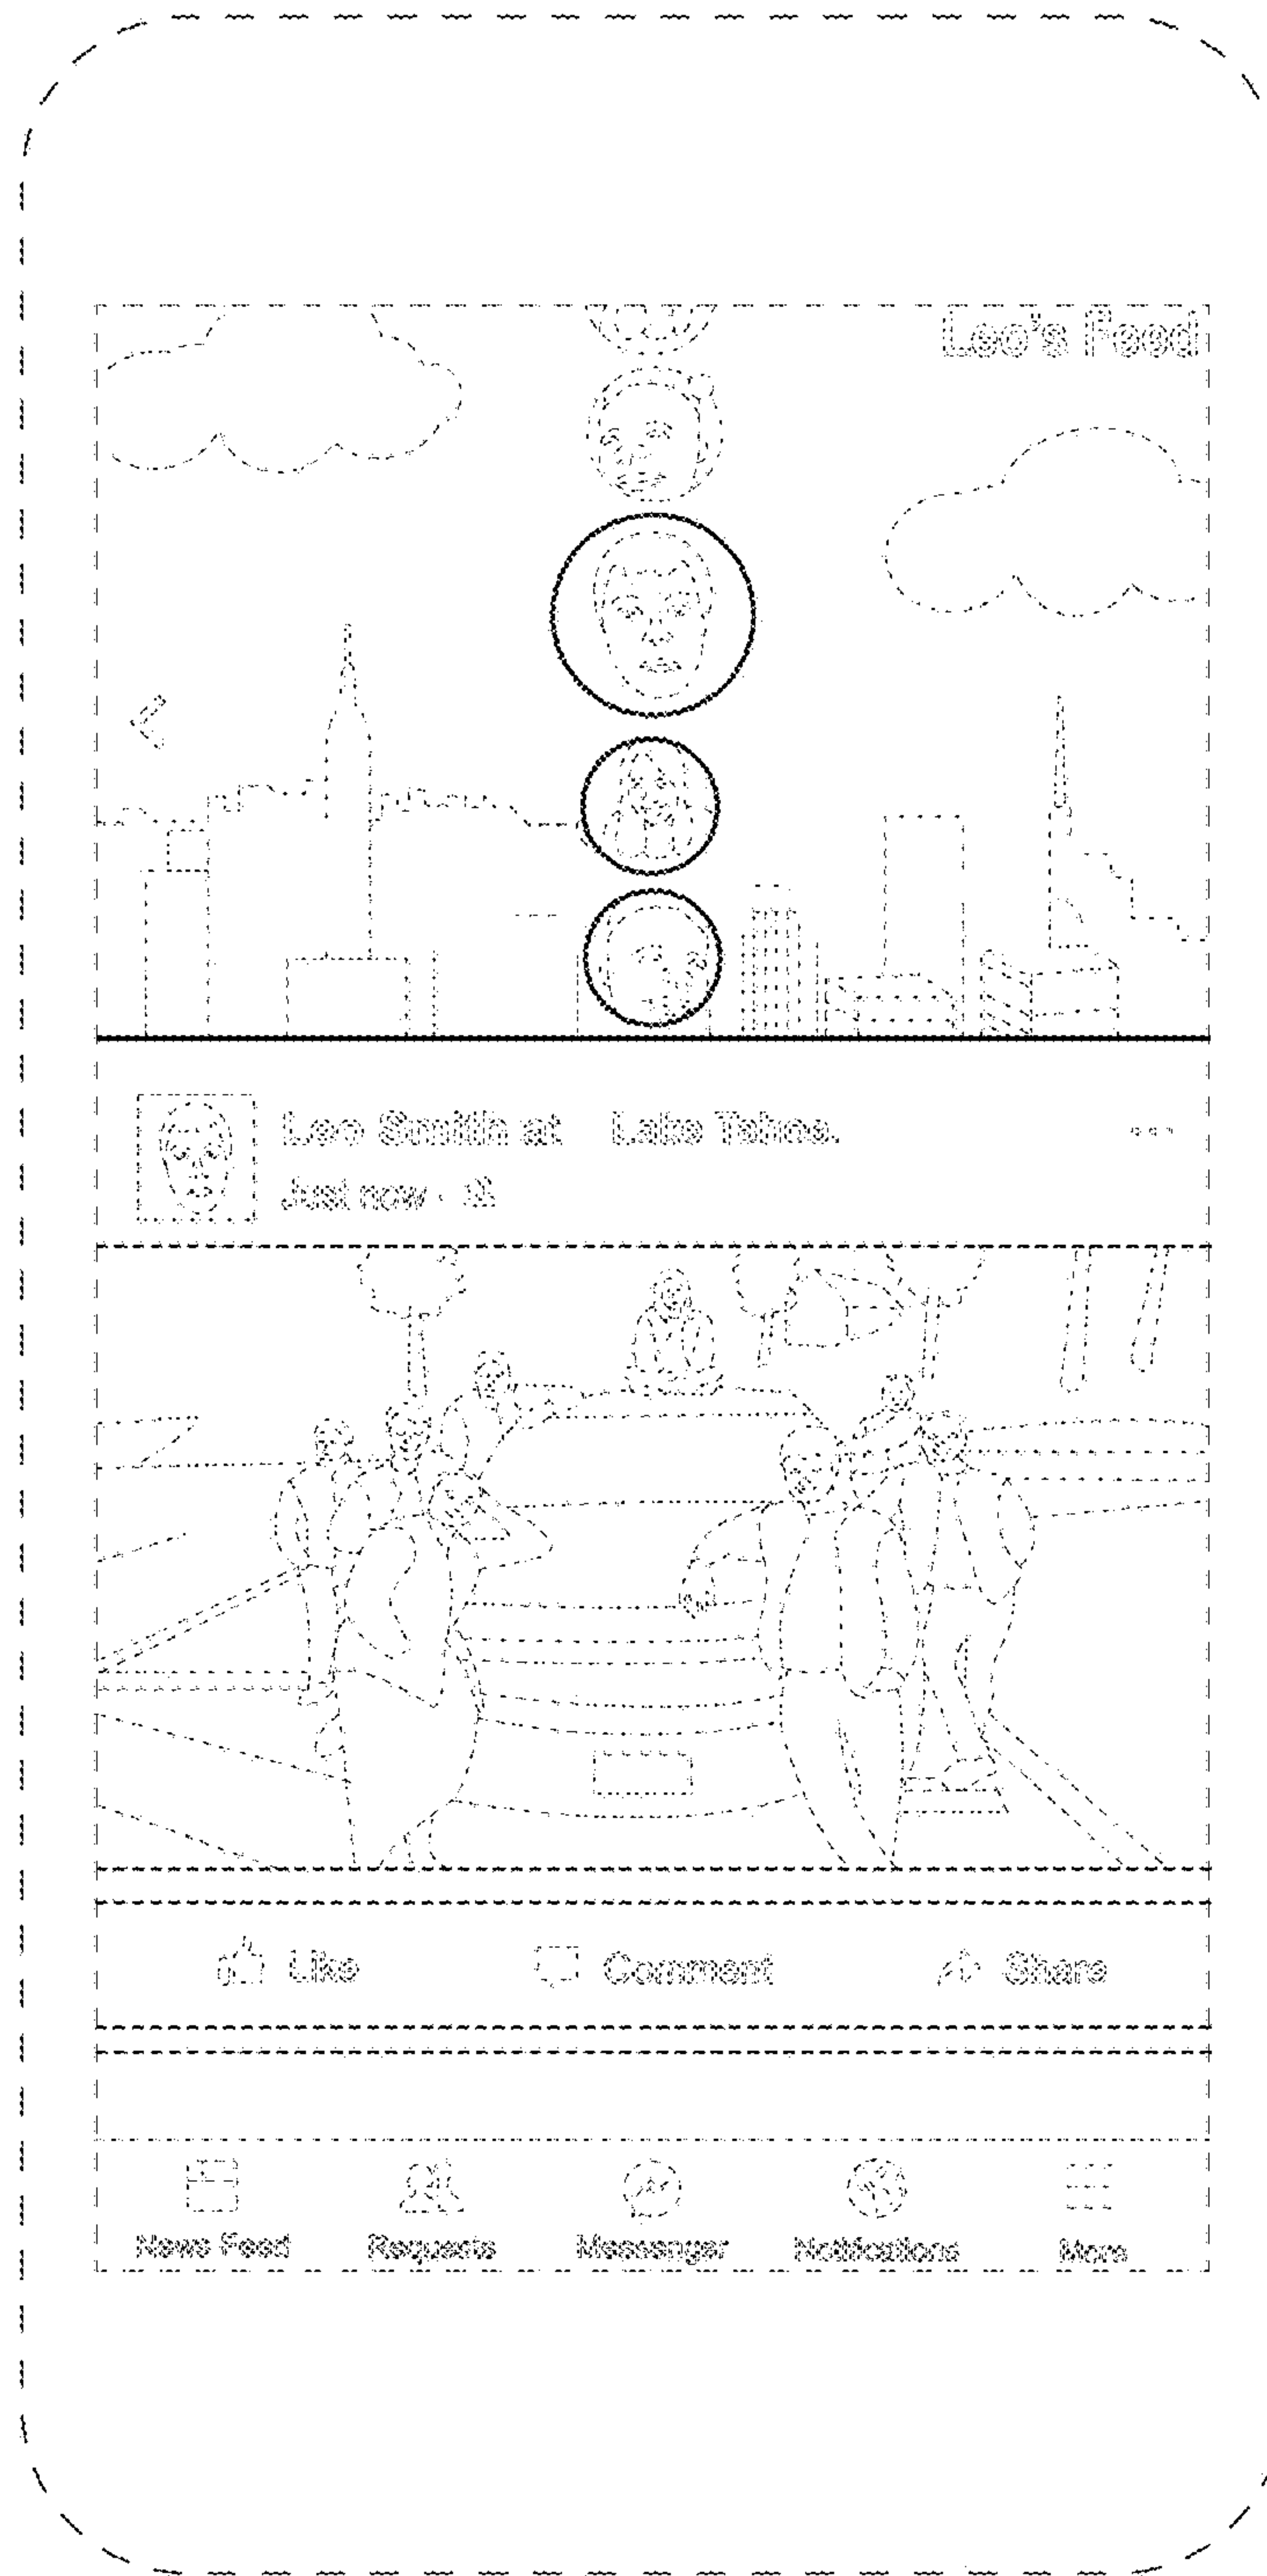 Leo's Feed
Leo Smith at Lake Tahoe.
Just now ·
Like Comment Share
News Feed Requests Messenger Notifications More